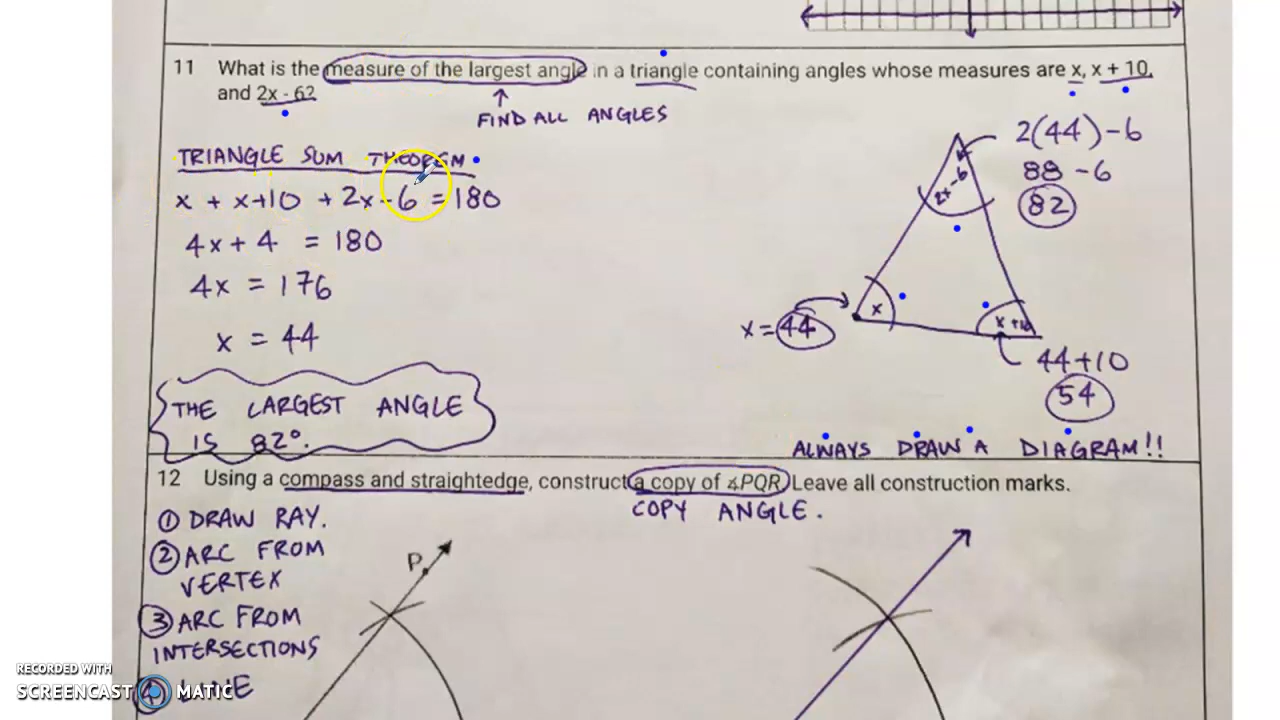 11 What is the measure of the largest angle in a triangle containing angles whose measures are x, x + 10,
and 2x - 6?
FIND ALL ANGLES
TRIANGLE SUM THEOREM
x + x+10 + 2x - 6 = 180
4x + 4 = 180
4x = 176
x = 44
THE LARGEST ANGLE
IS 82°.
2(44) - 6
88 - 6
82
2x - 6
x
x + 10
x = 44
44+10
54
ALWAYS DRAW A DIAGRAM!!
12 Using a compass and straightedge, construct a copy of ∡PQR. Leave all construction marks.
COPY ANGLE.
① DRAW RAY.
② ARC FROM
VERTEX
③ ARC FROM
INTERSECTIONS
④ LINE
P
RECORDED WITH
SCREENCAST MATIC